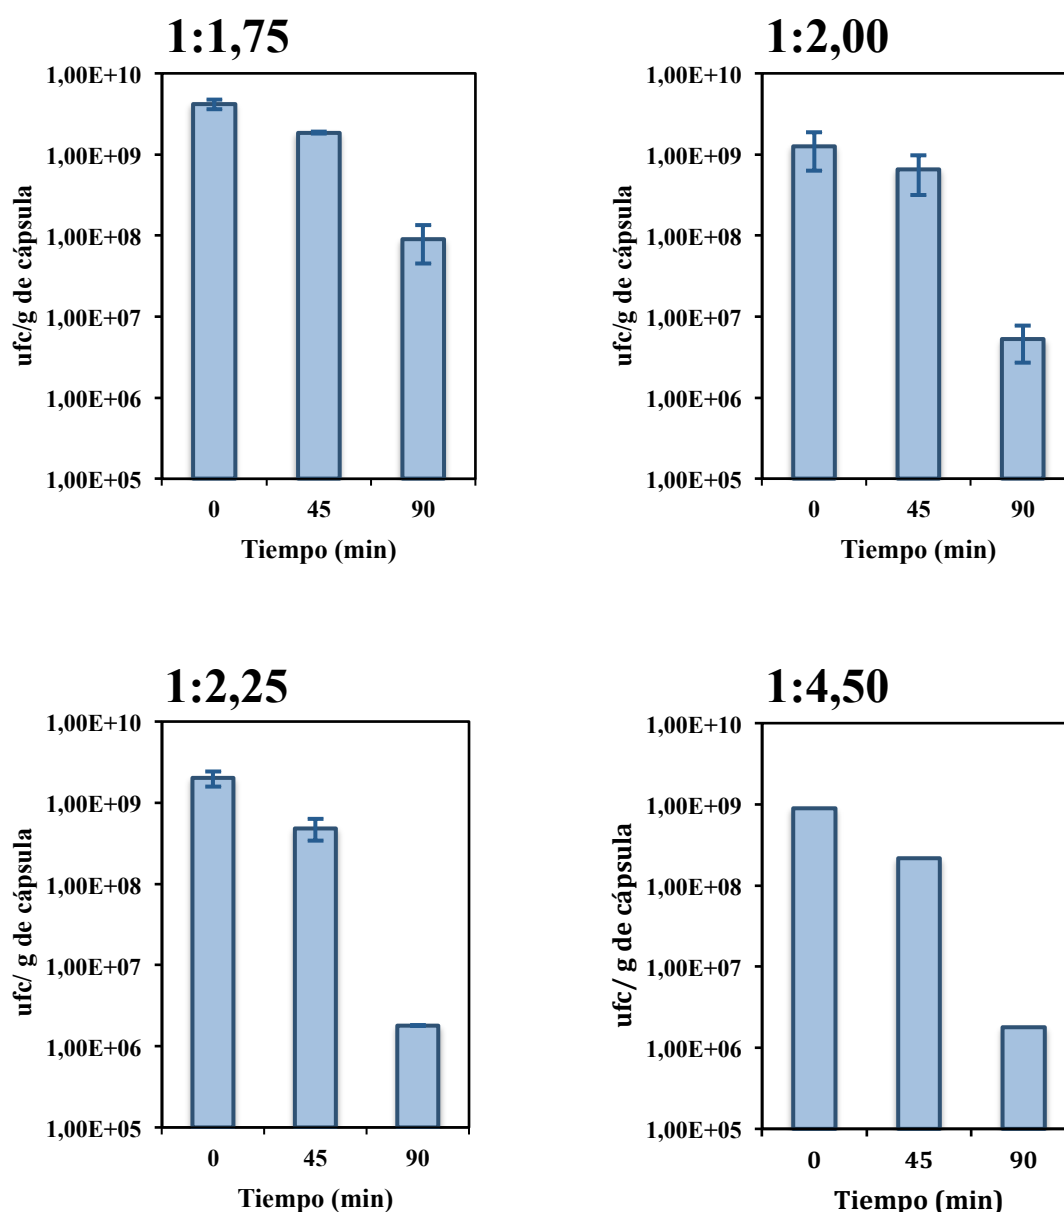 1:1,75
1,00E+10
1,00E+09
1,00E+08
1,00E+07
1,00E+06
1,00E+05
ufc/g de cápsula
0 45 90
Tiempo (min)
1:2,00
1,00E+10
1,00E+09
1,00E+08
1,00E+07
1,00E+06
1,00E+05
ufc/g de cápsula
0 45 90
Tiempo (min)
1:2,25
1,00E+10
1,00E+09
1,00E+08
1,00E+07
1,00E+06
1,00E+05
ufc/ g de cápsula
0 45 90
Tiempo (min)
1:4,50
1,00E+10
1,00E+09
1,00E+08
1,00E+07
1,00E+06
1,00E+05
ufc/ g de cápsula
0 45 90
Tiempo (min)